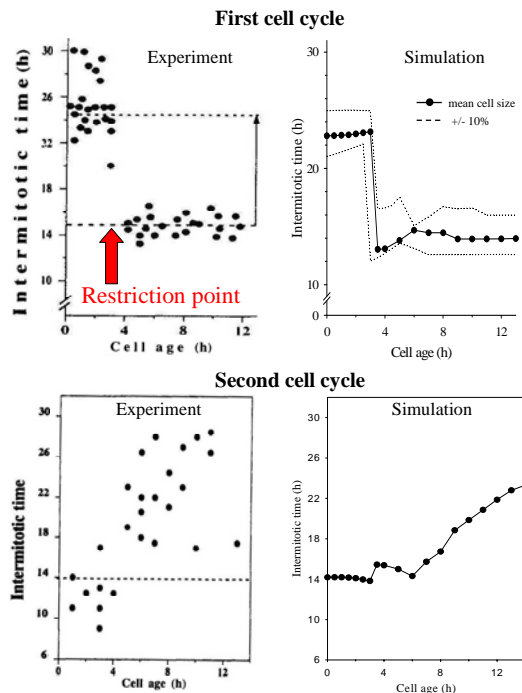 First cell cycle
Experiment
Intermitotic time (h)
30
26
22
18
14
10
0
4
8
12
Cell age (h)
Restriction point
Simulation
Intermitotic time (h)
30
20
10
0
mean cell size
+/- 10%
0
4
8
12
Cell age (h)
Second cell cycle
Experiment
Intermitotic time
30
26
22
18
14
10
6
0
4
8
12
Cell age (h)
Simulation
Intermitotic time (h)
30
26
22
18
14
10
6
0
4
8
12
Cell age (h)